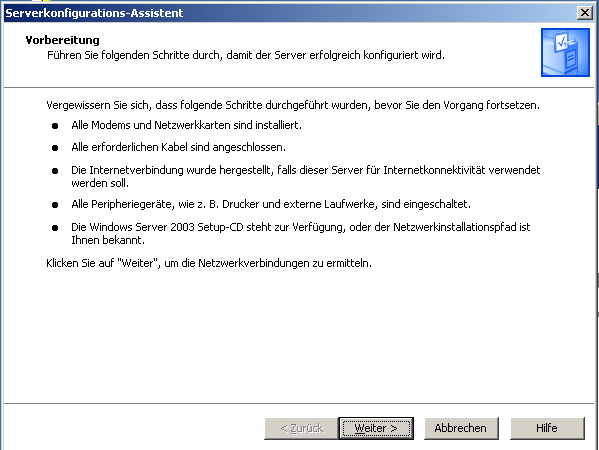 Serverkonfigurations-Assistent
Vorbereitung
Führen Sie folgenden Schritte durch, damit der Server erfolgreich konfiguriert wird.
Vergewissern Sie sich, dass folgende Schritte durchgeführt wurden, bevor Sie den Vorgang fortsetzen.
● Alle Modems und Netzwerkkarten sind installiert.
● Alle erforderlichen Kabel sind angeschlossen.
● Die Internetverbindung wurde hergestellt, falls dieser Server für Internetkonnektivität verwendet
werden soll.
● Alle Peripheriegeräte, wie z. B. Drucker und externe Laufwerke, sind eingeschaltet.
● Die Windows Server 2003 Setup-CD steht zur Verfügung, oder der Netzwerkinstallationspfad ist
Ihnen bekannt.
Klicken Sie auf "Weiter", um die Netzwerkverbindungen zu ermitteln.
< Zurück Weiter > Abbrechen Hilfe